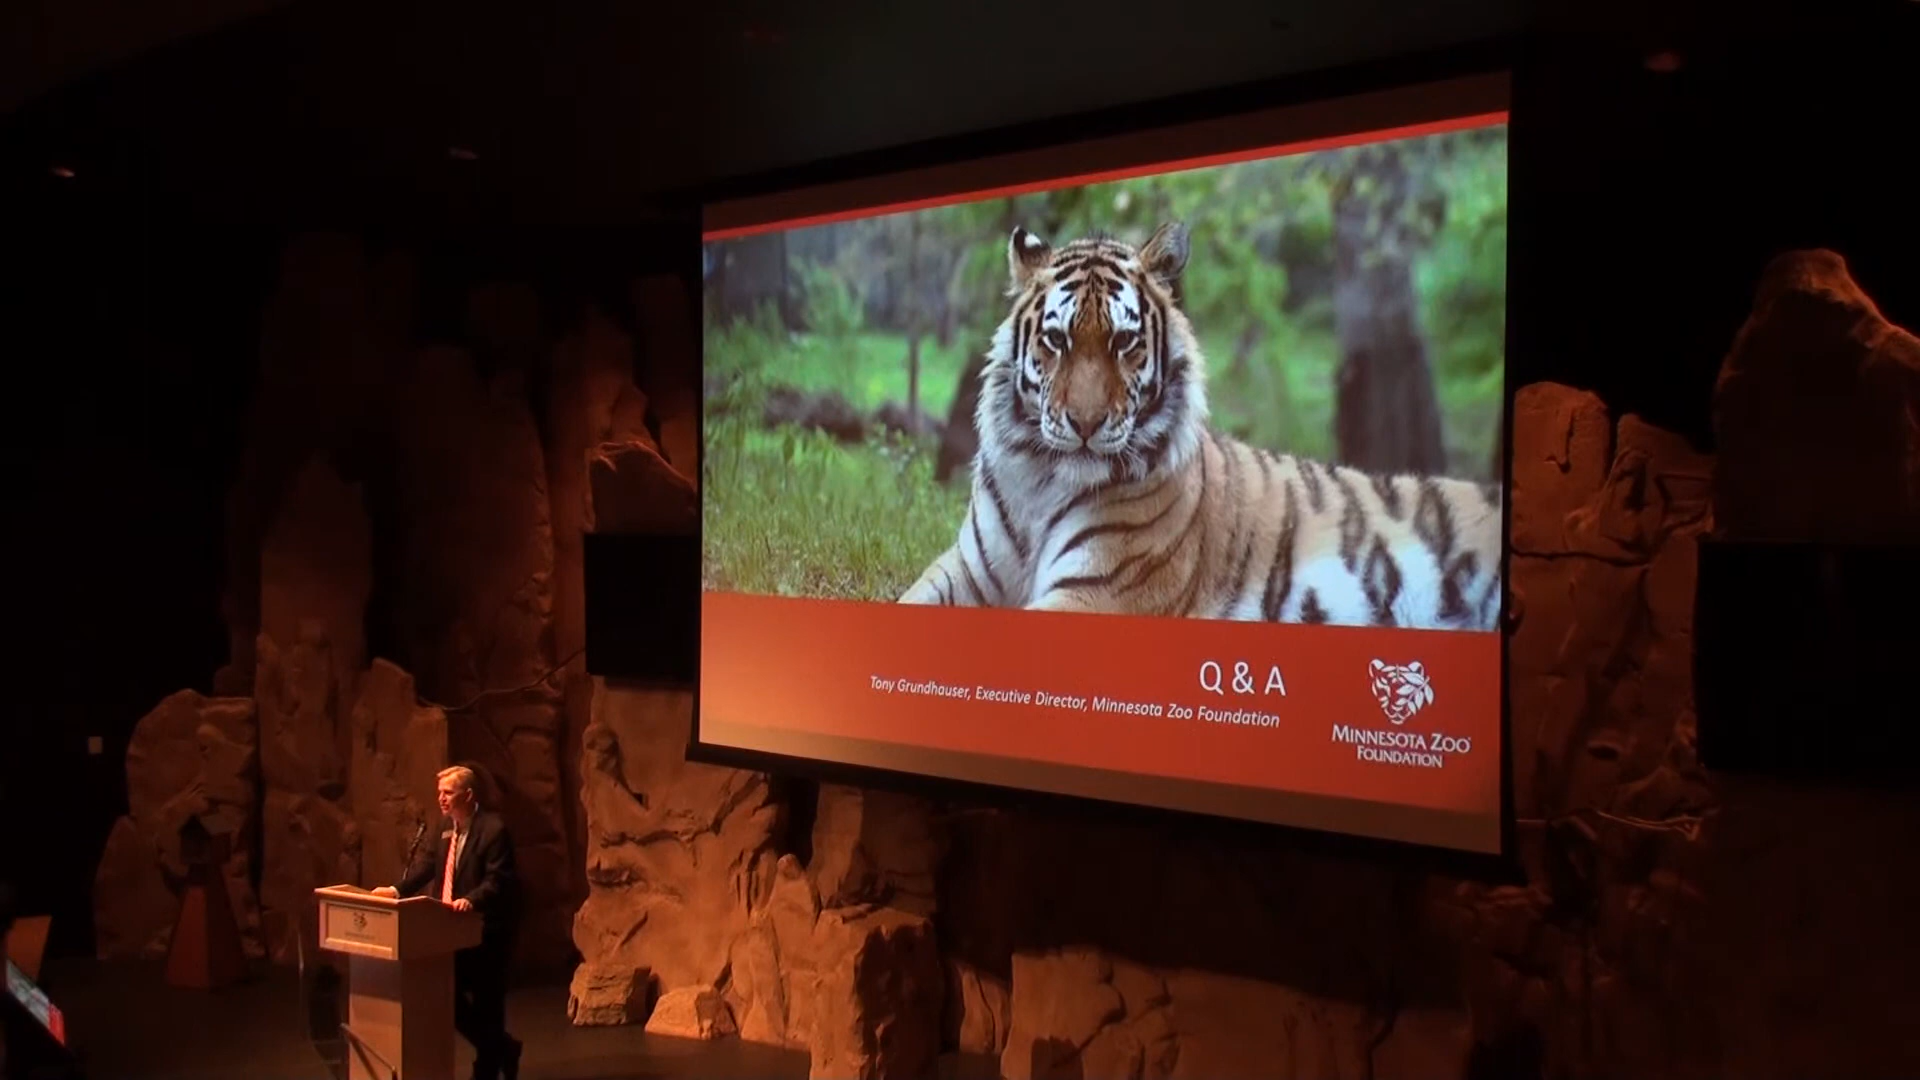 Q & A
Tony Grundhauser, Executive Director, Minnesota Zoo Foundation
MINNESOTA ZOO
FOUNDATION